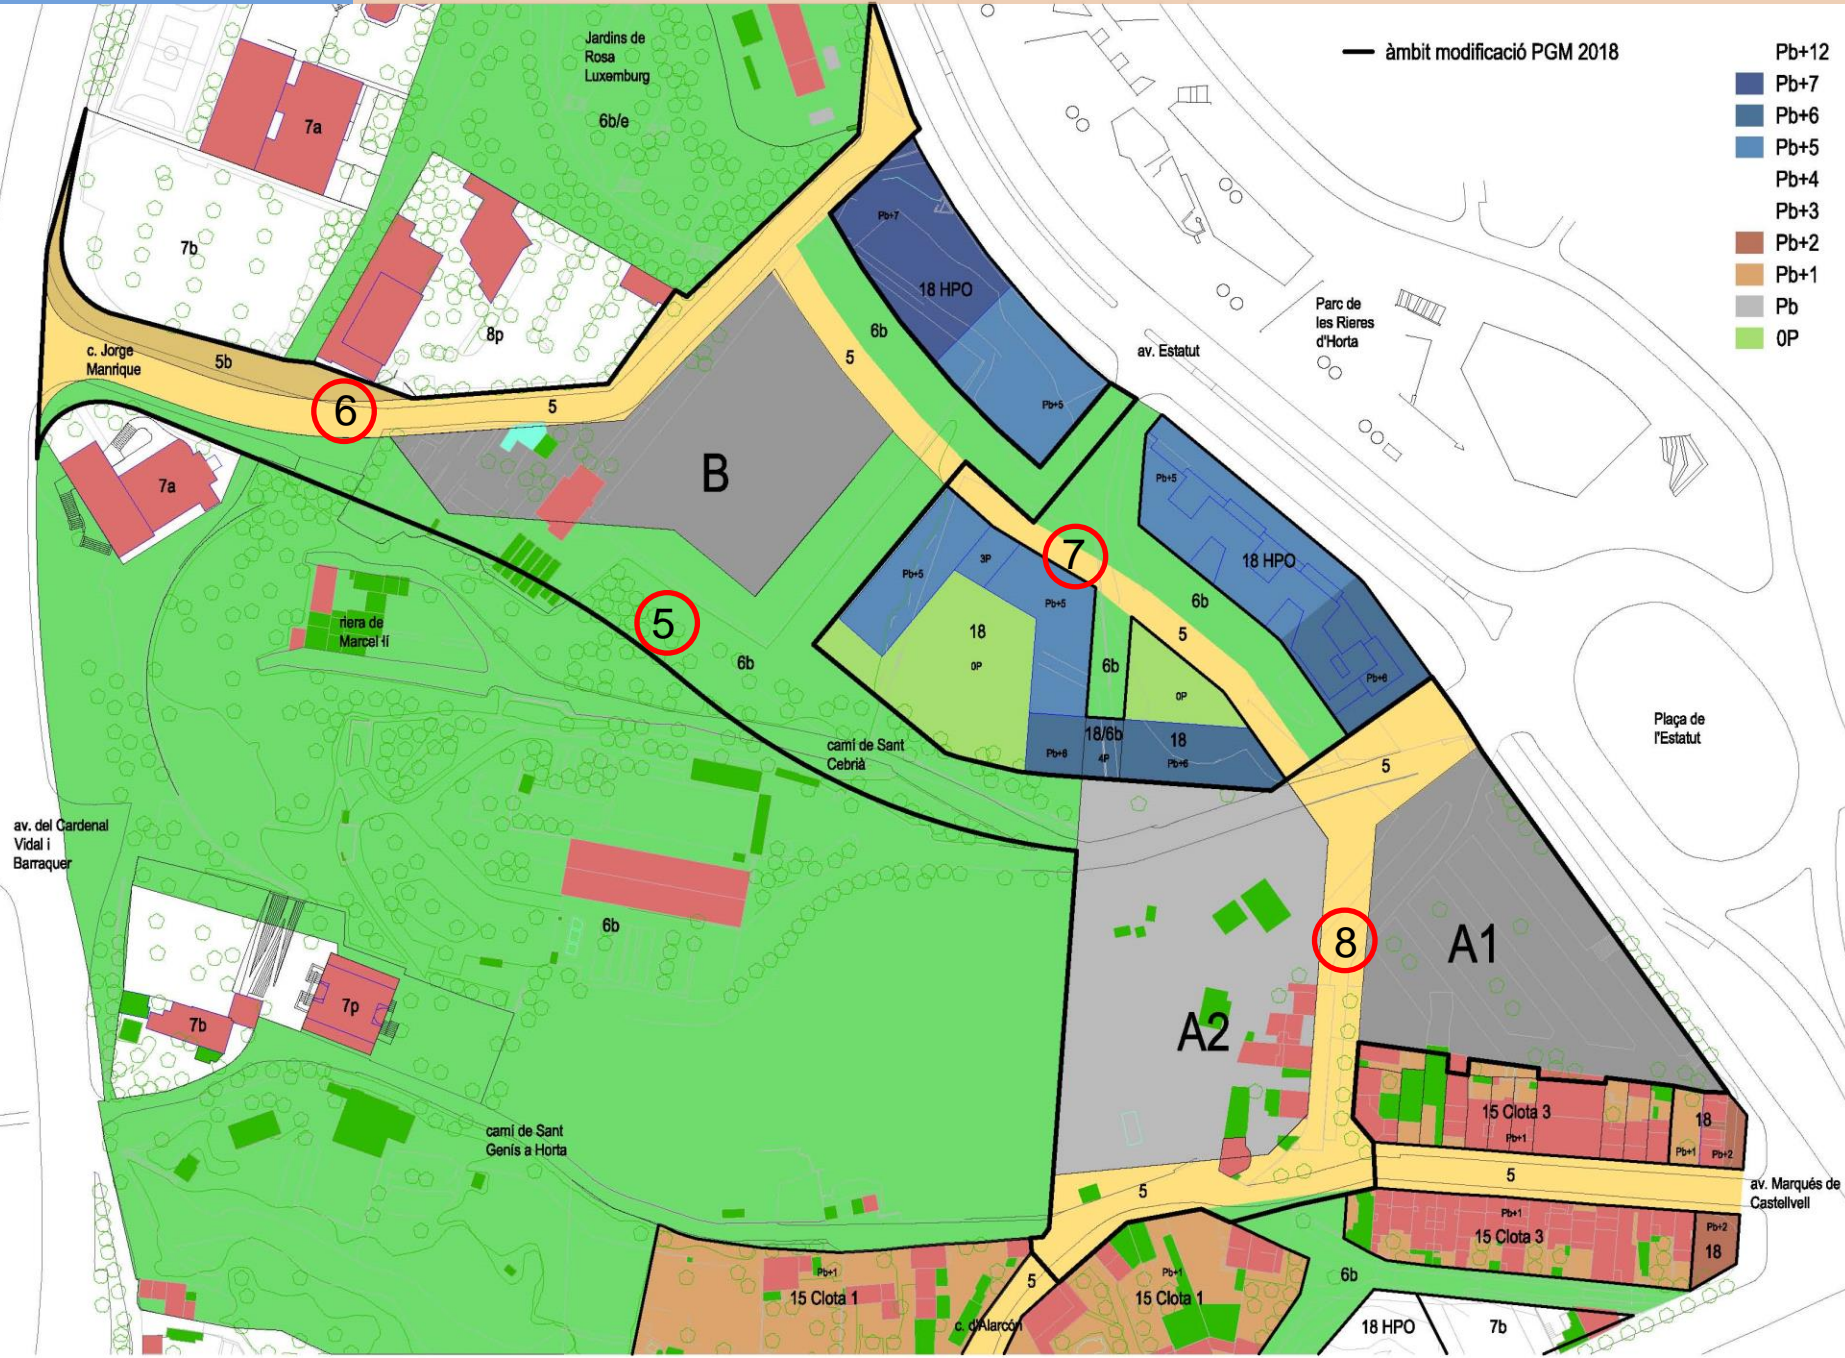 àmbit modificació PGM 2018
Pb+12
Pb+7
Pb+6
Pb+5
Pb+4
Pb+3
Pb+2
Pb+1
Pb
0P
Jardins de
Rosa
Luxemburg
6b/e
7a
7b
8p
Pb+7
18 HPO
Pb+5
6b
5
Parc de
les Rieres
d'Horta
av. Estatut
c. Jorge
Manrique
5b
6
5
B
7a
Pb+5
18 HPO
Pb+6
7
3P
Pb+5
Pb+5
18
0P
6b
5
6b
0P
riera de
Marcel·lí
5
6b
18/6b
4P
Pb+6
18
Pb+6
camí de Sant
Cebrià
5
Plaça de
l'Estatut
av. del Cardenal
Vidal i
Barraquer
6b
8
A1
A2
7b
7p
camí de Sant
Genís a Horta
15 Clota 3
Pb+1
18
Pb+1
Pb+2
5
5
av. Marqués de
Castellvell
Pb+1
15 Clota 3
Pb+2
18
6b
Pb+1
15 Clota 1
5
c. d'Alarcón
Pb+1
15 Clota 1
18 HPO
7b